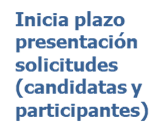 Inicia plazo
presentación
solicitudes
(candidatas y
participantes)